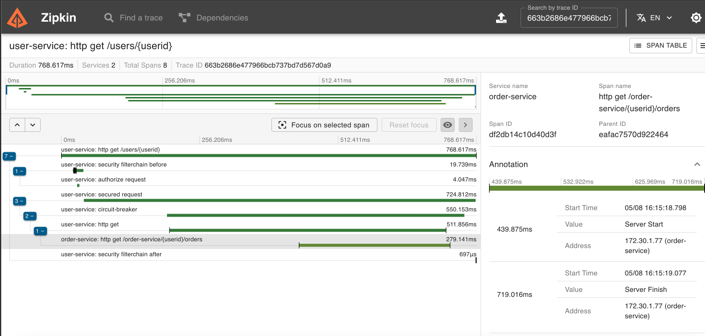 Zipkin
Find a trace
Dependencies
Search by trace ID
663b2686e477966bcb7
EN
user-service: http get /users/{userid}
SPAN TABLE
Duration 768.617ms Services 2 Total Spans 8 Trace ID 663b2686e477966bcb737bd7d567d0a9
0ms 256.206ms 512.411ms 768.617ms
Focus on selected span
Reset focus
0ms 256.206ms 512.411ms 768.617ms
7 −
user-service: http get /users/{userid} 768.617ms
1 −
user-service: security filterchain before 19.739ms
user-service: authorize request 4.047ms
3 −
user-service: secured request 724.812ms
2 −
user-service: circuit-breaker 550.153ms
1 −
user-service: http get 511.856ms
order-service: http get /order-service/{userid}/orders 279.141ms
user-service: security filterchain after 697μs
Service name
order-service
Span name
http get /order-
service/{userid}/orders
Span ID
df2db14c10d40d3f
Parent ID
eafac7570d922464
Annotation
439.875ms 532.922ms 625.969ms 719.016ms
439.875ms
Start Time 05/08 16:15:18.798
Value Server Start
Address 172.30.1.77 (order-
service)
719.016ms
Start Time 05/08 16:15:19.077
Value Server Finish
Address 172.30.1.77 (order-
service)